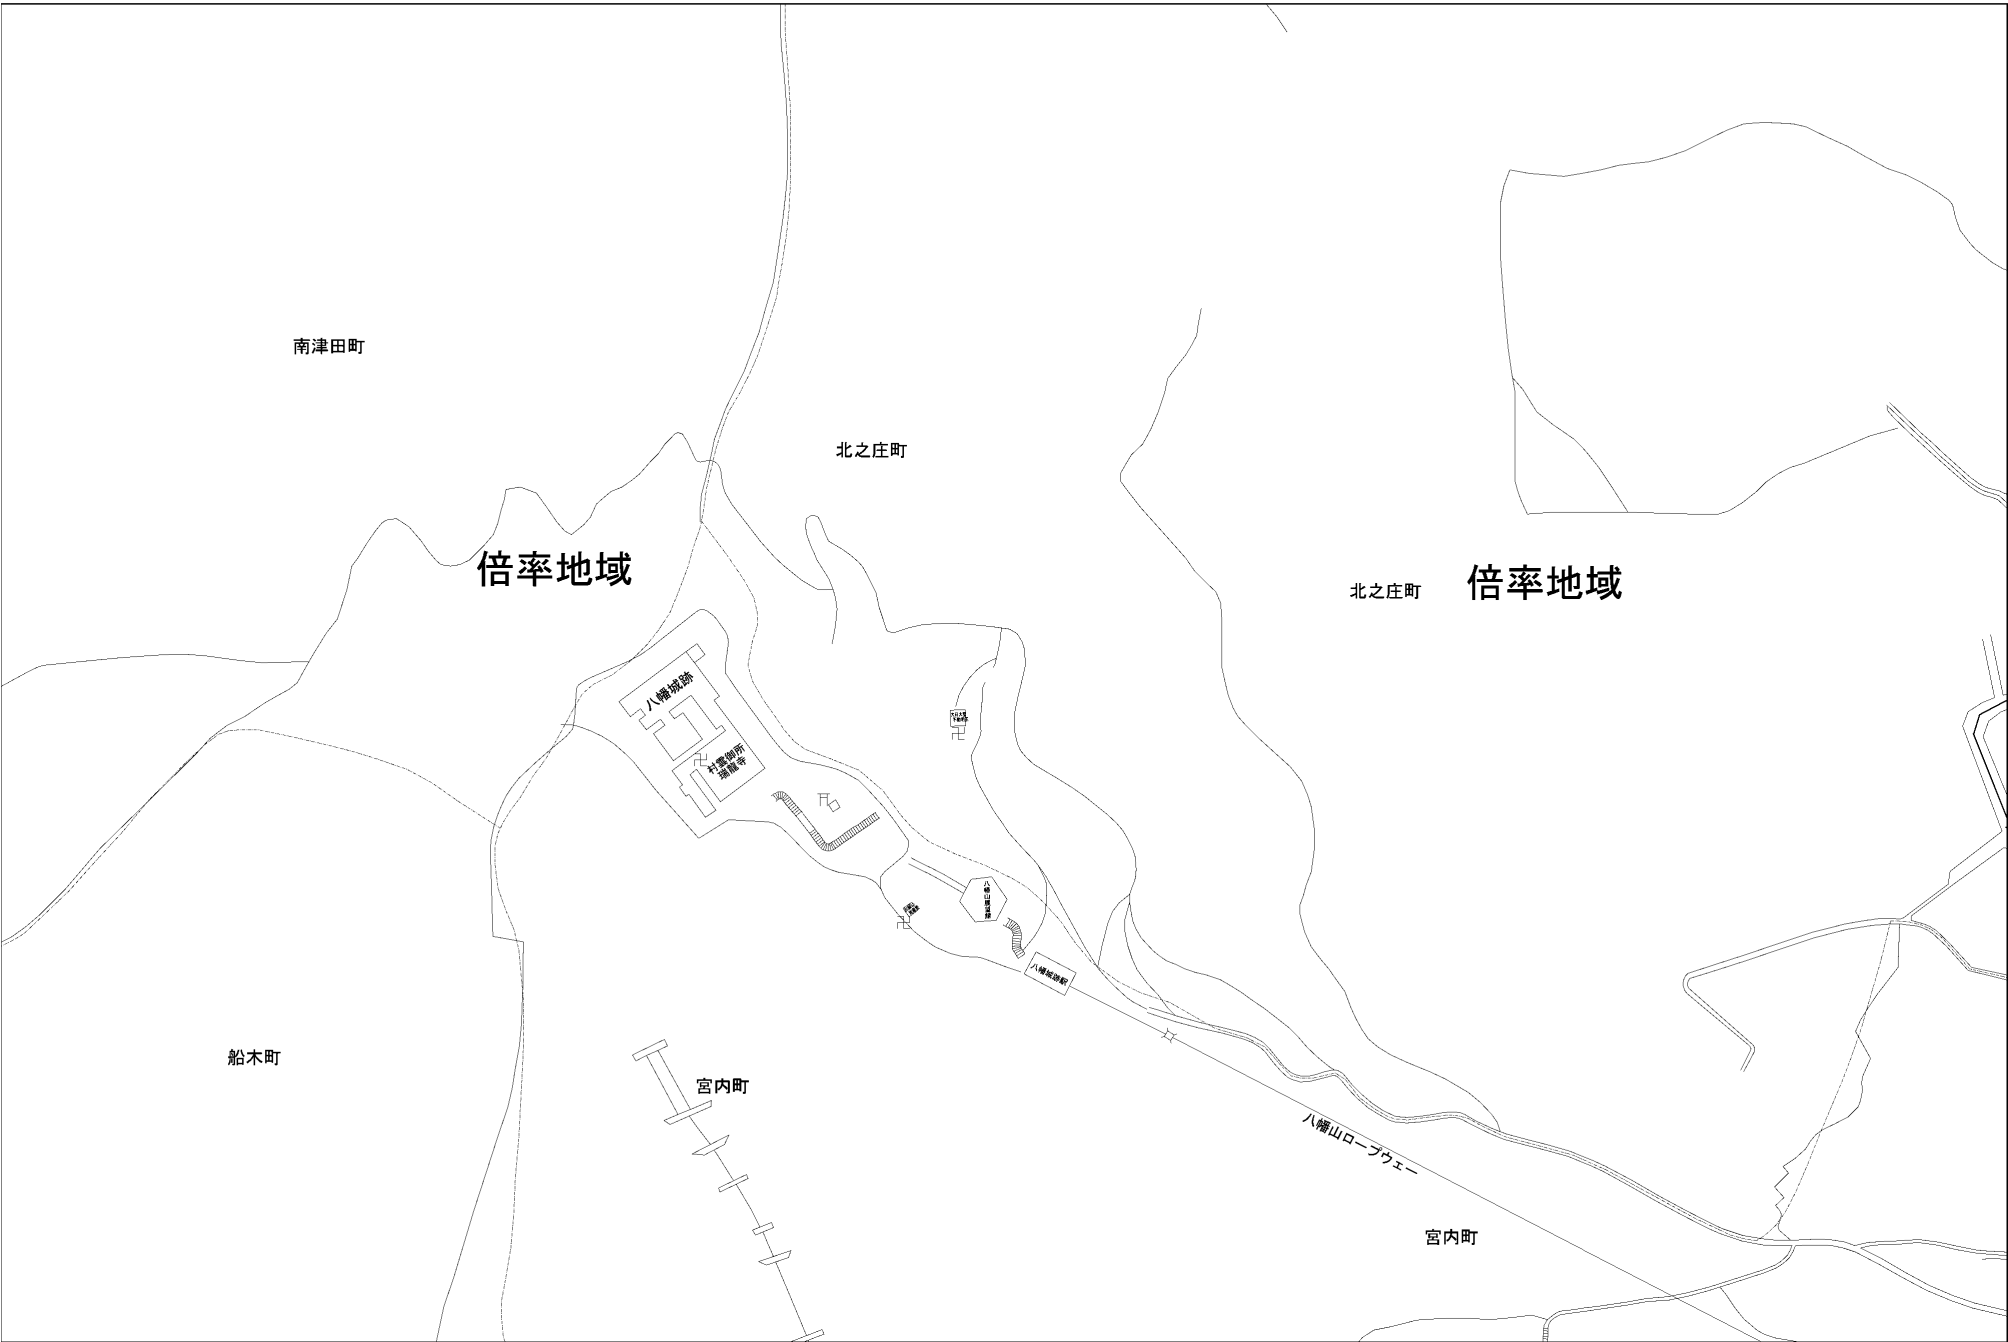 南津田町
北之庄町
倍率地域
北之庄町
倍率地域
八幡城跡
村雲御所
瑞龍寺
八幡山展望館
八幡城跡駅
船木町
宮内町
八幡山ロープウェー
宮内町